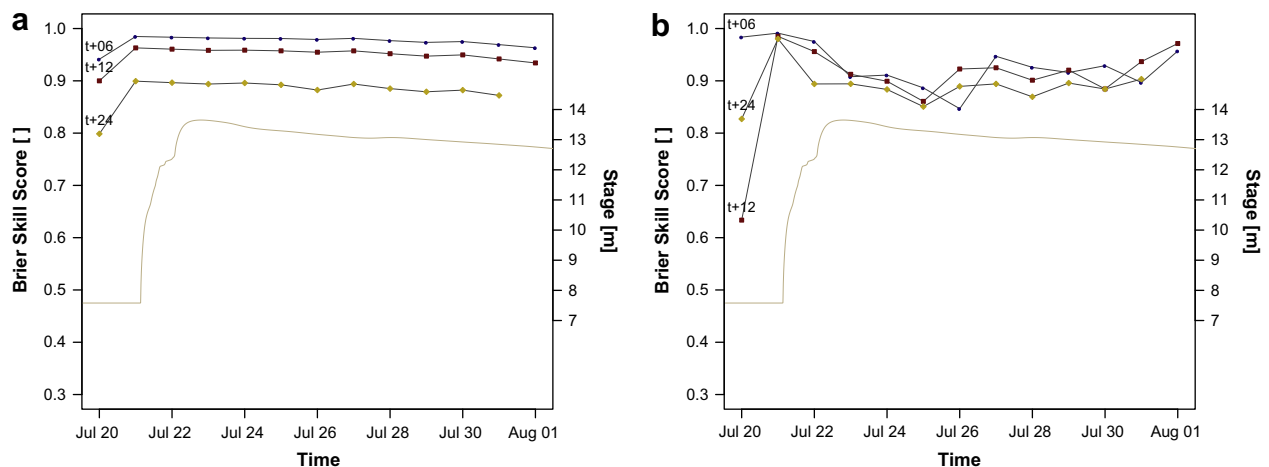 a
Brier Skill Score [ ]
1.0
0.9
0.8
0.7
0.6
0.5
0.4
0.3
t+06
t+12
t+24
14
13
12
11
10
9
8
7
Stage [m]
Jul 20 Jul 22 Jul 24 Jul 26 Jul 28 Jul 30 Aug 01
Time
b
Brier Skill Score [ ]
1.0
0.9
0.8
0.7
0.6
0.5
0.4
0.3
t+06
t+24
t+12
14
13
12
11
10
9
8
7
Stage [m]
Jul 20 Jul 22 Jul 24 Jul 26 Jul 28 Jul 30 Aug 01
Time